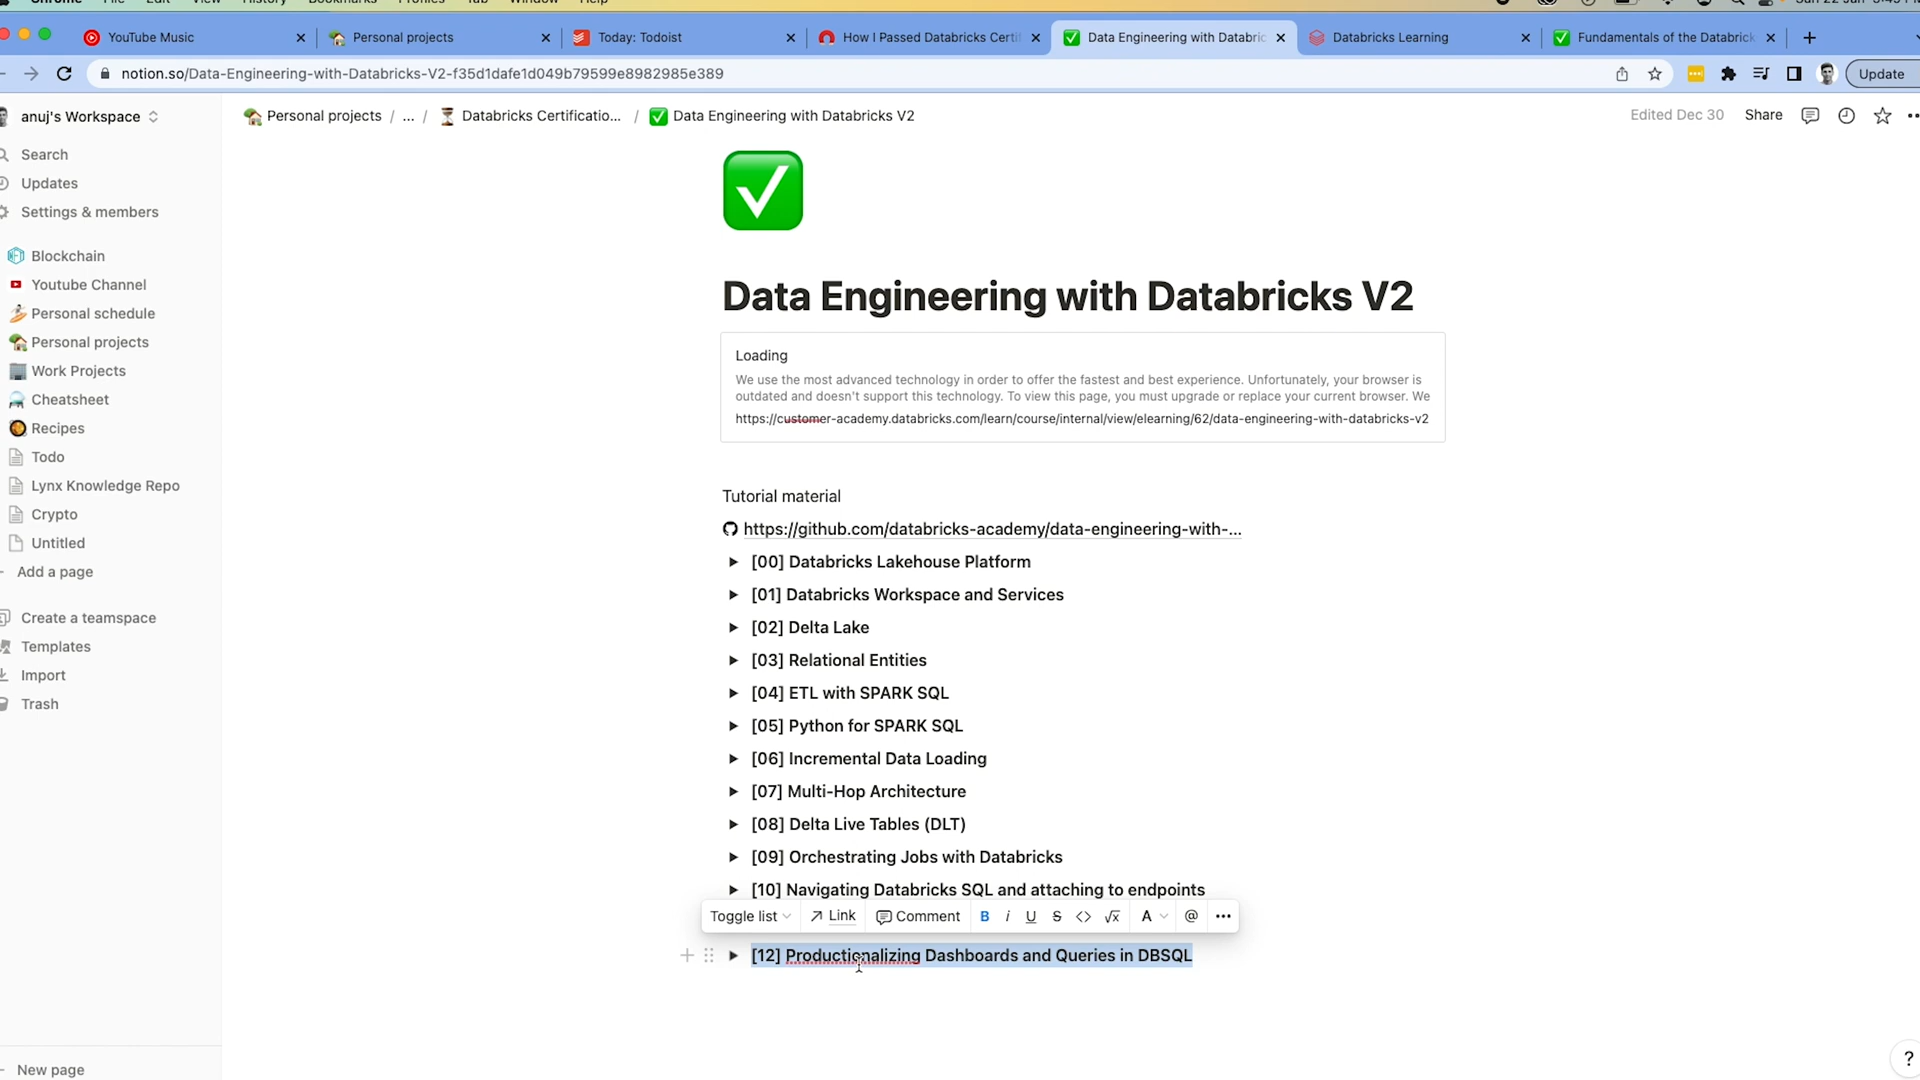 Chrome File Edit View History Bookmarks Profiles Tab Window Help
YouTube Music
Personal projects
Today: Todoist
How I Passed Databricks Certi
Data Engineering with Databric
Databricks Learning
Fundamentals of the Databrick
notion.so/Data-Engineering-with-Databricks-V2-f35d1dafe1d049b79599e8982985e389
Update
anuj's Workspace
Personal projects / ... / Databricks Certificatio... / Data Engineering with Databricks V2
Edited Dec 30 Share
Search
Updates
Settings & members
Blockchain
Youtube Channel
Personal schedule
Personal projects
Work Projects
Cheatsheet
Recipes
Todo
Lynx Knowledge Repo
Crypto
Untitled
Add a page
Create a teamspace
Templates
Import
Trash
New page
Data Engineering with Databricks V2
Loading
We use the most advanced technology in order to offer the fastest and best experience. Unfortunately, your browser is
outdated and doesn't support this technology. To view this page, you must upgrade or replace your current browser. We
https://customer-academy.databricks.com/learn/course/internal/view/elearning/62/data-engineering-with-databricks-v2
Tutorial material
https://github.com/databricks-academy/data-engineering-with-...
[00] Databricks Lakehouse Platform
[01] Databricks Workspace and Services
[02] Delta Lake
[03] Relational Entities
[04] ETL with SPARK SQL
[05] Python for SPARK SQL
[06] Incremental Data Loading
[07] Multi-Hop Architecture
[08] Delta Live Tables (DLT)
[09] Orchestrating Jobs with Databricks
[10] Navigating Databricks SQL and attaching to endpoints
Toggle list Link Comment B i U S <> √x A @ •••
[12] Productionalizing Dashboards and Queries in DBSQL
?